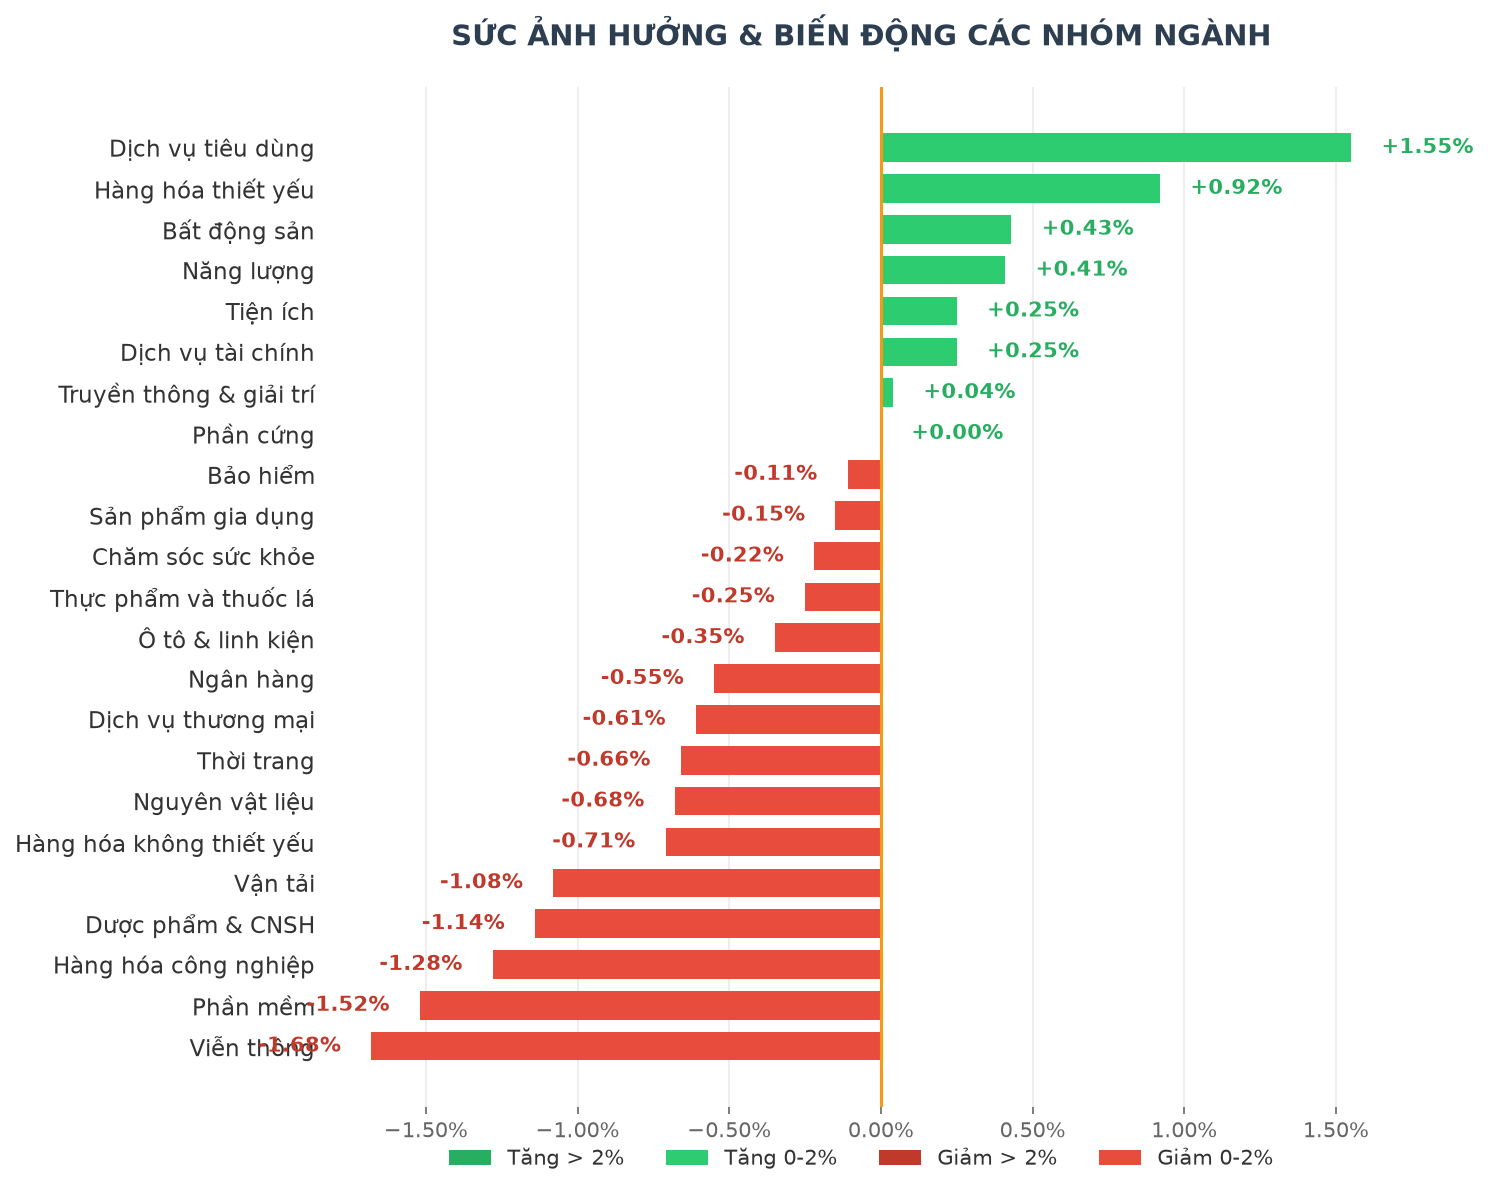 SỨC ẢNH HƯỞNG & BIẾN ĐỘNG CÁC NHÓM NGÀNH
Dịch vụ tiêu dùng +1.55%
Hàng hóa thiết yếu +0.92%
Bất động sản +0.43%
Năng lượng +0.41%
Tiện ích +0.25%
Dịch vụ tài chính +0.25%
Truyền thông & giải trí +0.04%
Phần cứng +0.00%
Bảo hiểm -0.11%
Sản phẩm gia dụng -0.15%
Chăm sóc sức khỏe -0.22%
Thực phẩm và thuốc lá -0.25%
Ô tô & linh kiện -0.35%
Ngân hàng -0.55%
Dịch vụ thương mại -0.61%
Thời trang -0.66%
Nguyên vật liệu -0.68%
Hàng hóa không thiết yếu -0.71%
Vận tải -1.08%
Dược phẩm & CNSH -1.14%
Hàng hóa công nghiệp -1.28%
Phần mềm -1.52%
Viễn thông -1.68%
−1.50% −1.00% −0.50% 0.00% 0.50% 1.00% 1.50%
Tăng > 2% Tăng 0-2% Giảm > 2% Giảm 0-2%